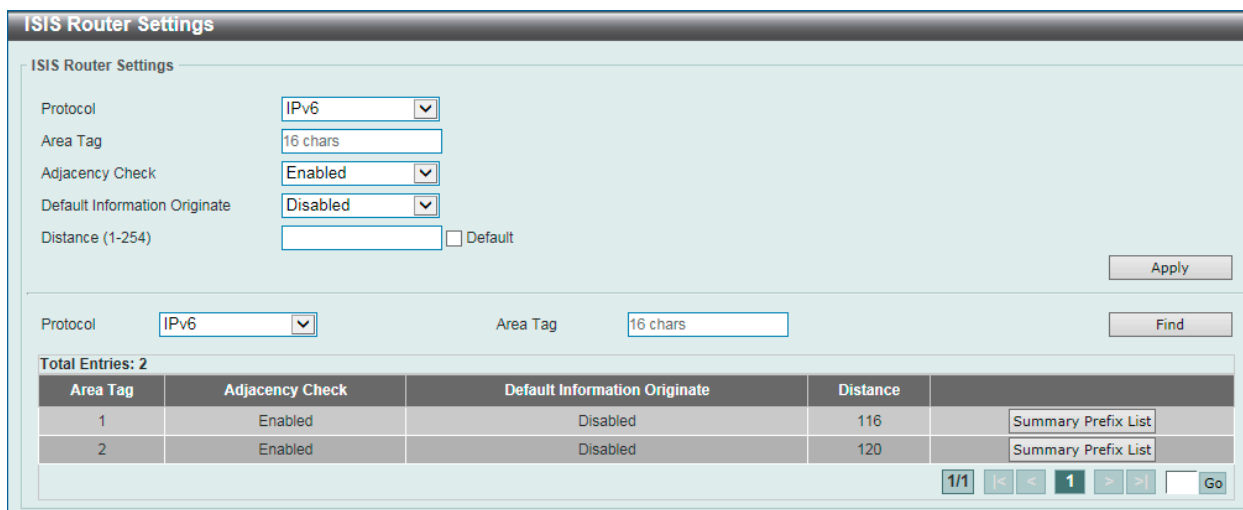 ISIS Router Settings
ISIS Router Settings
Protocol IPv6
Area Tag 16 chars
Adjacency Check Enabled
Default Information Originate Disabled
Distance (1-254) Default
Apply
Protocol IPv6 Area Tag 16 chars Find
Total Entries: 2
Area Tag Adjacency Check Default Information Originate Distance
1 Enabled Disabled 116 Summary Prefix List
2 Enabled Disabled 120 Summary Prefix List
1/1 |< < 1 > >| Go